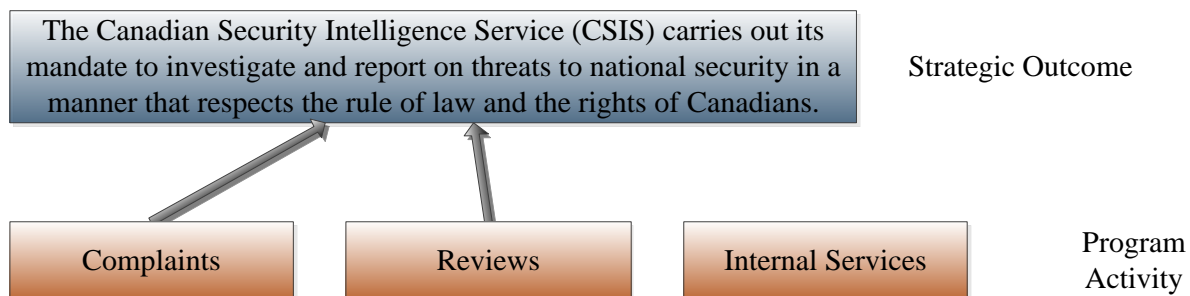 The Canadian Security Intelligence Service (CSIS) carries out its
mandate to investigate and report on threats to national security in a
manner that respects the rule of law and the rights of Canadians.
Strategic Outcome
Complaints
Reviews
Internal Services
Program
Activity